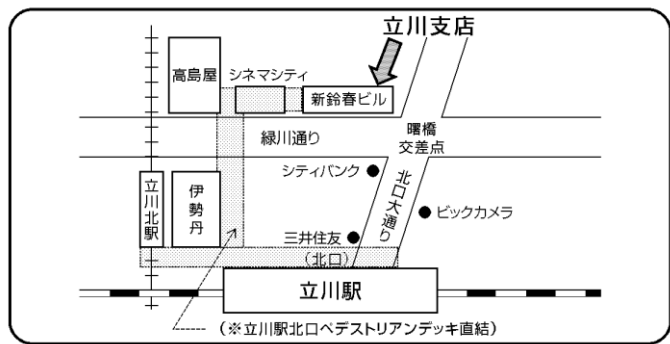 立川支店
高島屋
シネマシティ
新鈴春ビル
緑川通り
曙橋
交差点
シティバンク
北口大通り
立川北駅
伊勢丹
ビックカメラ
三井住友
(北口)
立川駅
(※立川駅北口ペデストリアンデッキ直結)